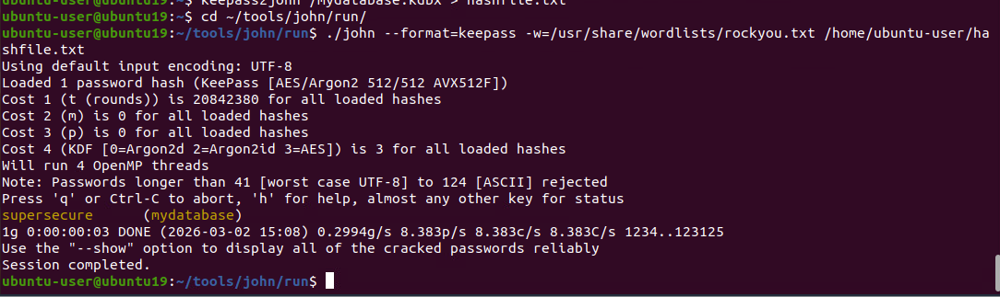 ubuntu-user@ubuntu19:~$ keepass2john /mydatabase.kdbx > hashfile.txt
ubuntu-user@ubuntu19:~$ cd ~/tools/john/run/
ubuntu-user@ubuntu19:~/tools/john/run$ ./john --format=keepass -w=/usr/share/wordlists/rockyou.txt /home/ubuntu-user/ha
shfile.txt
Using default input encoding: UTF-8
Loaded 1 password hash (KeePass [AES/Argon2 512/512 AVX512F])
Cost 1 (t (rounds)) is 20842380 for all loaded hashes
Cost 2 (m) is 0 for all loaded hashes
Cost 3 (p) is 0 for all loaded hashes
Cost 4 (KDF [0=Argon2d 2=Argon2id 3=AES]) is 3 for all loaded hashes
Will run 4 OpenMP threads
Note: Passwords longer than 41 [worst case UTF-8] to 124 [ASCII] rejected
Press 'q' or Ctrl-C to abort, 'h' for help, almost any other key for status
supersecure      (mydatabase)
1g 0:00:00:03 DONE (2026-03-02 15:08) 0.2994g/s 8.383p/s 8.383c/s 8.383C/s 1234..123125
Use the "--show" option to display all of the cracked passwords reliably
Session completed.
ubuntu-user@ubuntu19:~/tools/john/run$